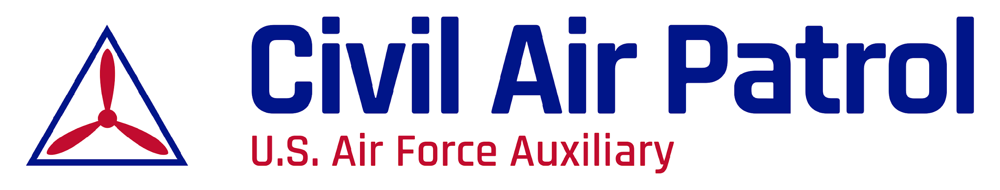 Civil Air Patrol
U.S. Air Force Auxiliary